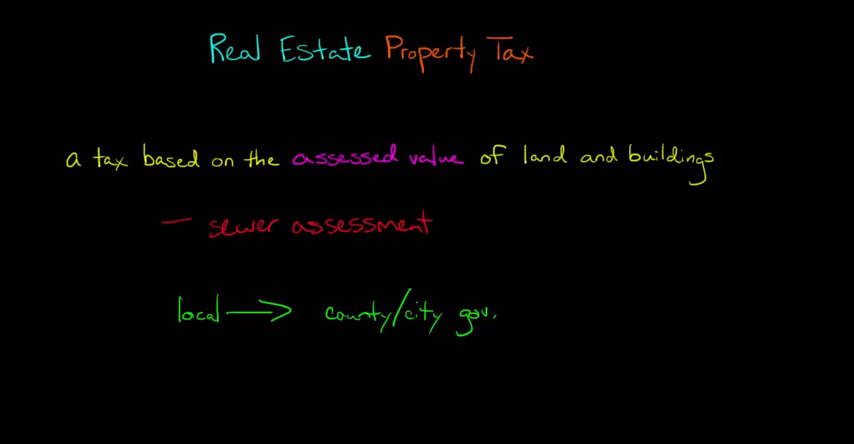 Real Estate Property Tax
a tax based on the assessed value of land and buildings
— sewer assessment
local → county/city gov.